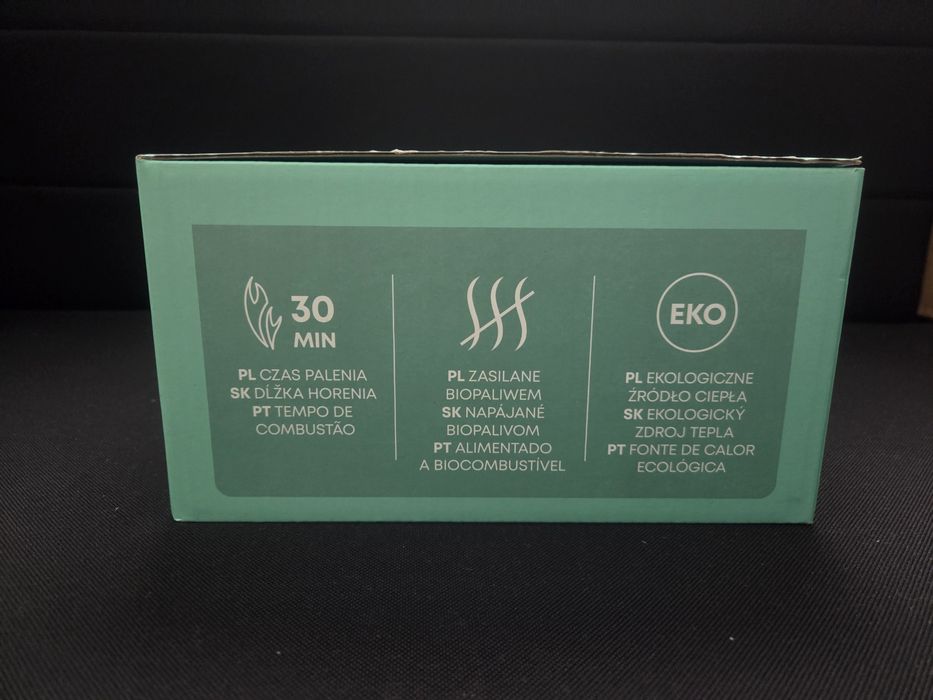 30
MIN
PL CZAS PALENIA
SK DĹŽKA HORENIA
PT TEMPO DE
COMBUSTÃO
PL ZASILANE
BIOPALIWEM
SK NAPÁJANÉ
BIOPALIVOM
PT ALIMENTADO
A BIOCOMBUSTÍVEL
EKO
PL EKOLOGICZNE
ŹRÓDŁO CIEPŁA
SK EKOLOGICKÝ
ZDROJ TEPLA
PT FONTE DE CALOR
ECOLÓGICA